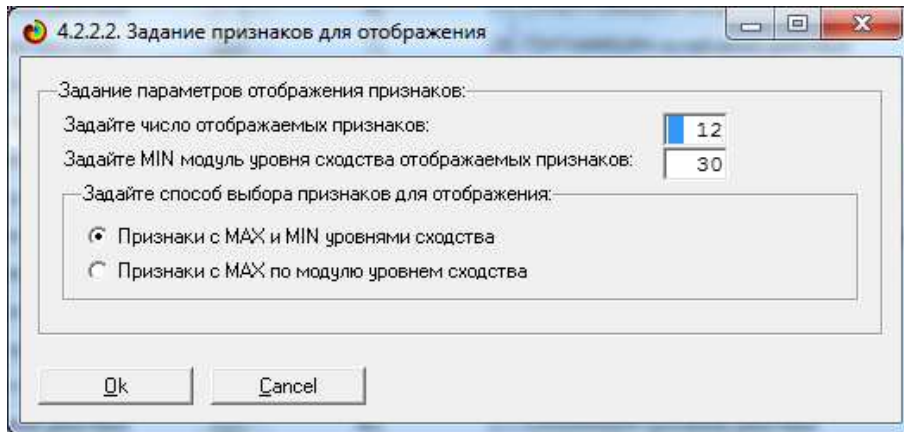 4.2.2.2. Задание признаков для отображения
Задание параметров отображения признаков:
Задайте число отображаемых признаков: 12
Задайте MIN модуль уровня сходства отображаемых признаков: 30
Задайте способ выбора признаков для отображения:
Признаки с MAX и MIN уровнями сходства
Признаки с MAX по модулю уровнем сходства
Ok Cancel